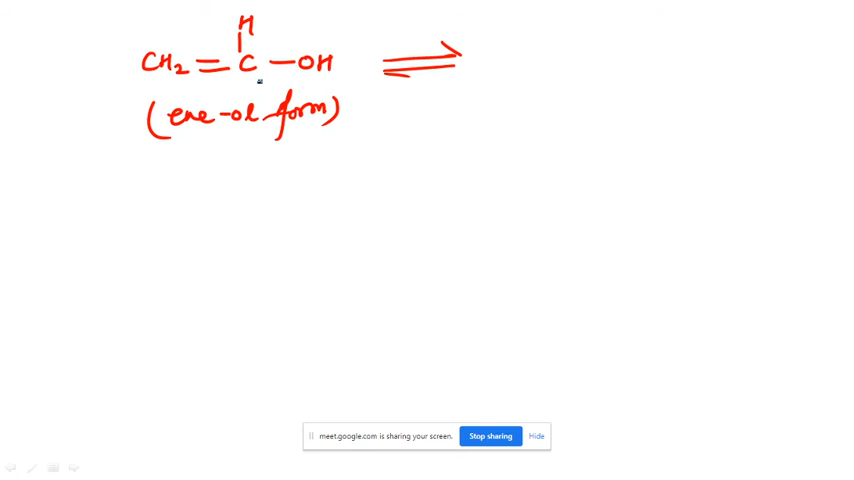 H
CH2 = C - OH ⇌
(ene-ol form)
meet.google.com is sharing your screen. Stop sharing Hide